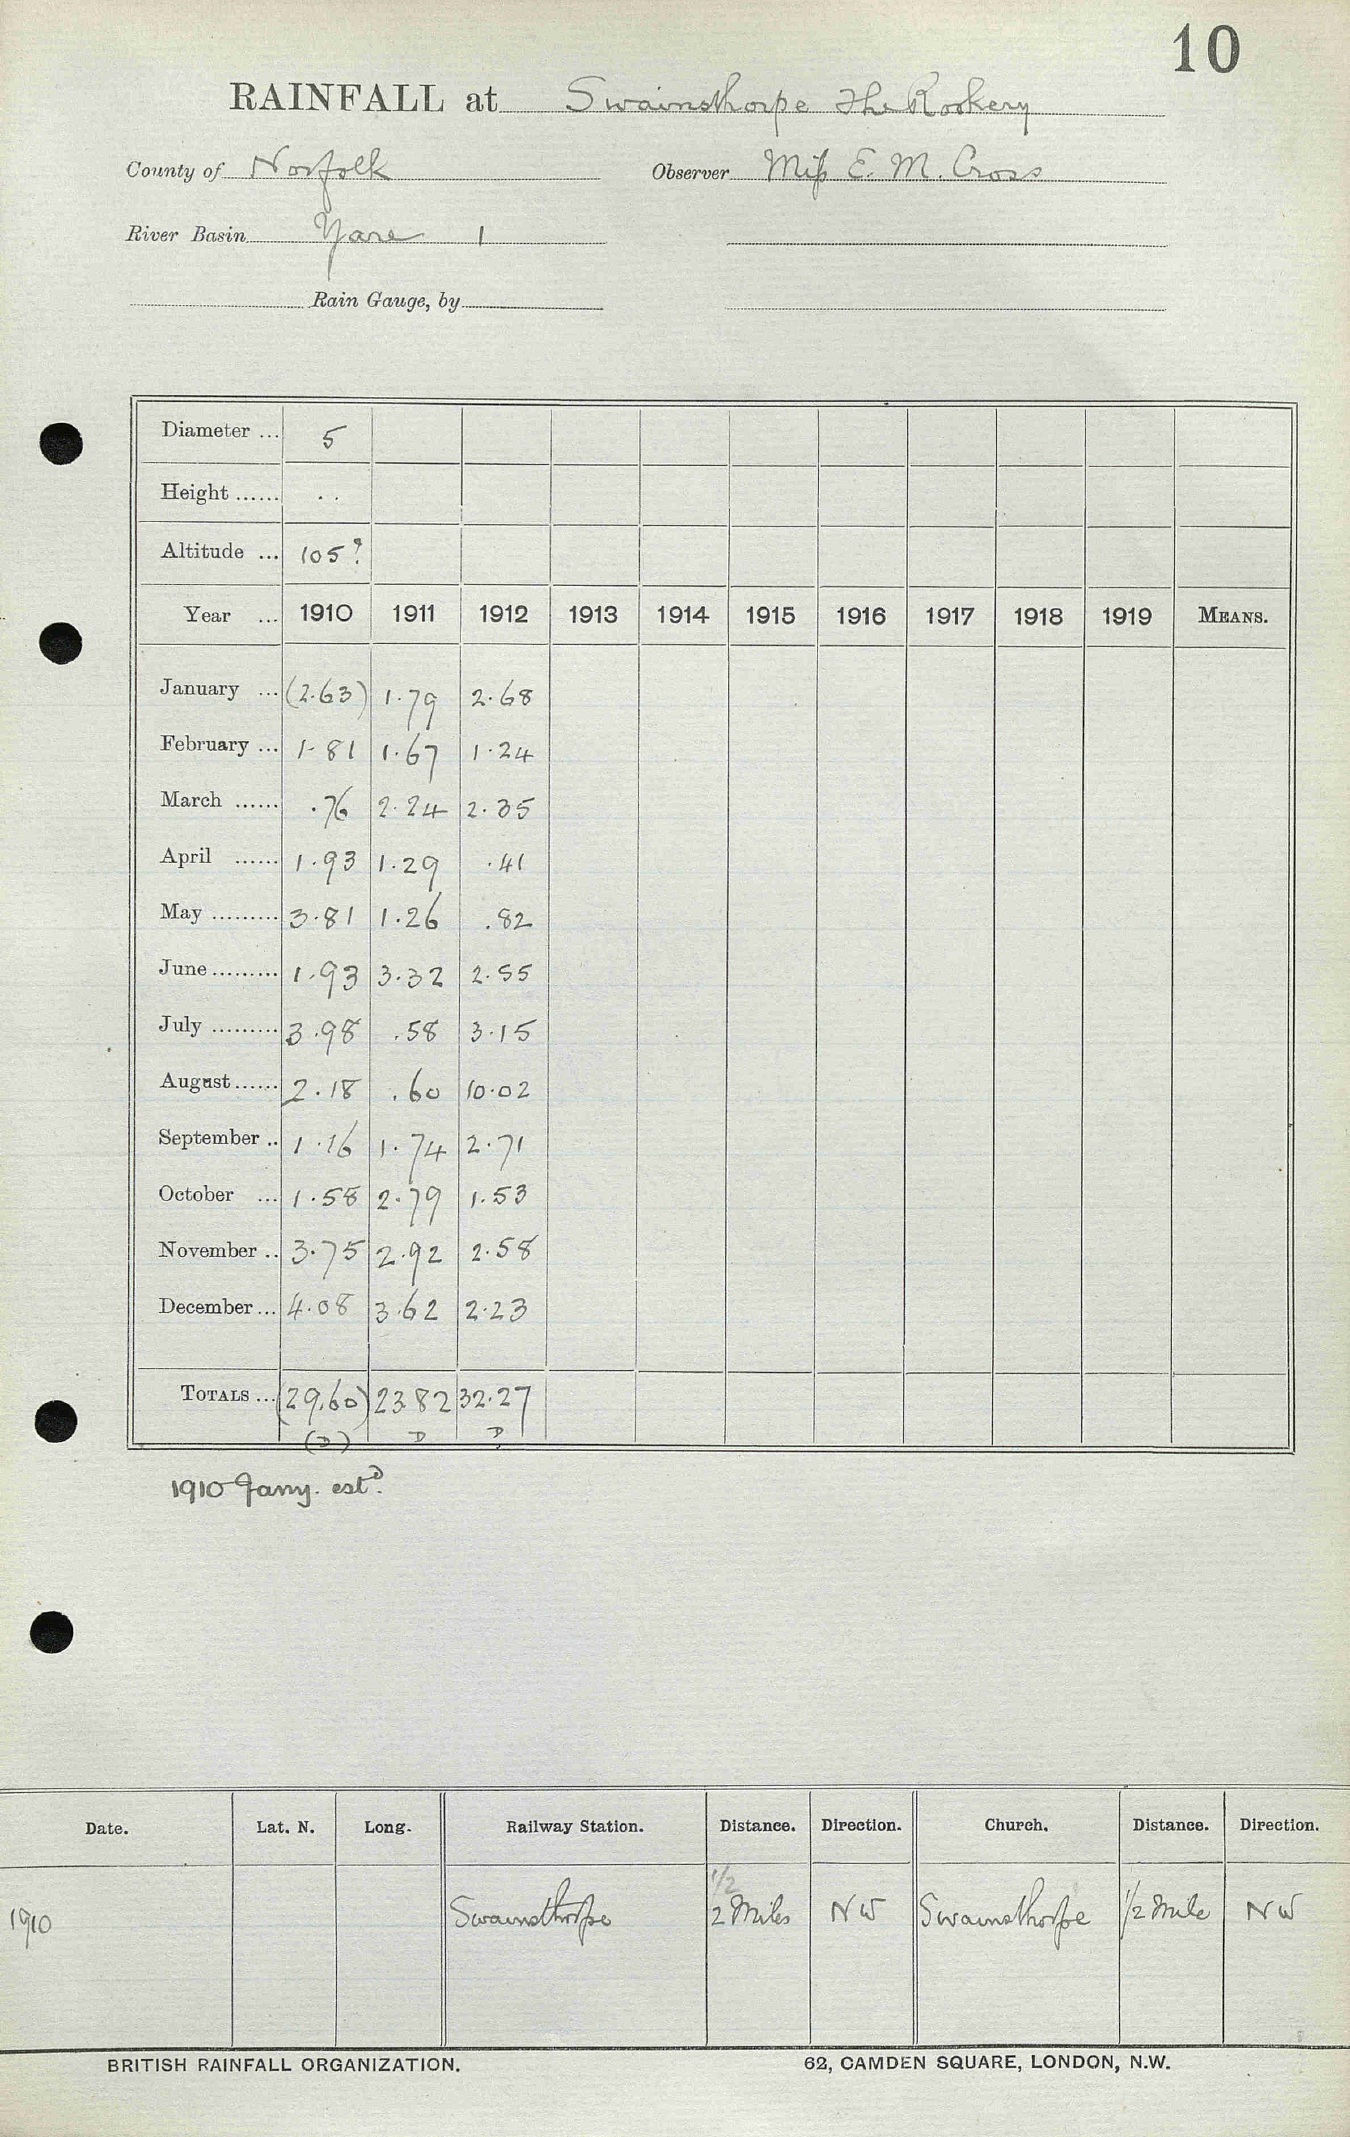 10
RAINFALL at Swainsthorpe The Rookery
County of Norfolk Observer Miss E. M. Cross
River Basin Yare 1
Rain Gauge, by
Diameter ... 5
Height ...... . .
Altitude ... 105?
Year ... 1910 1911 1912 1913 1914 1915 1916 1917 1918 1919 MEANS.
January ... (2.63) 1.79 2.68
February ... 1.81 1.67 1.24
March ...... .76 2.24 2.35
April ...... 1.93 1.29 .41
May ......... 3.81 1.26 .82
June ......... 1.93 3.32 2.55
July ......... 3.98 .58 3.15
August ...... 2.18 .60 10.02
September .. 1.16 1.74 2.71
October ... 1.58 2.79 1.53
November .. 3.75 2.92 2.58
December ... 4.08 3.62 2.23
TOTALS ... (29.60) 23.82 32.27
(D) D D
1910 Jany. estd.
Date. Lat. N. Long. Railway Station. Distance. Direction. Church. Distance. Direction.
1/2
1910 Swainsthorpe 2 Miles NW Swainsthorpe 1/2 Mile NW
BRITISH RAINFALL ORGANIZATION. 62, CAMDEN SQUARE, LONDON, N.W.